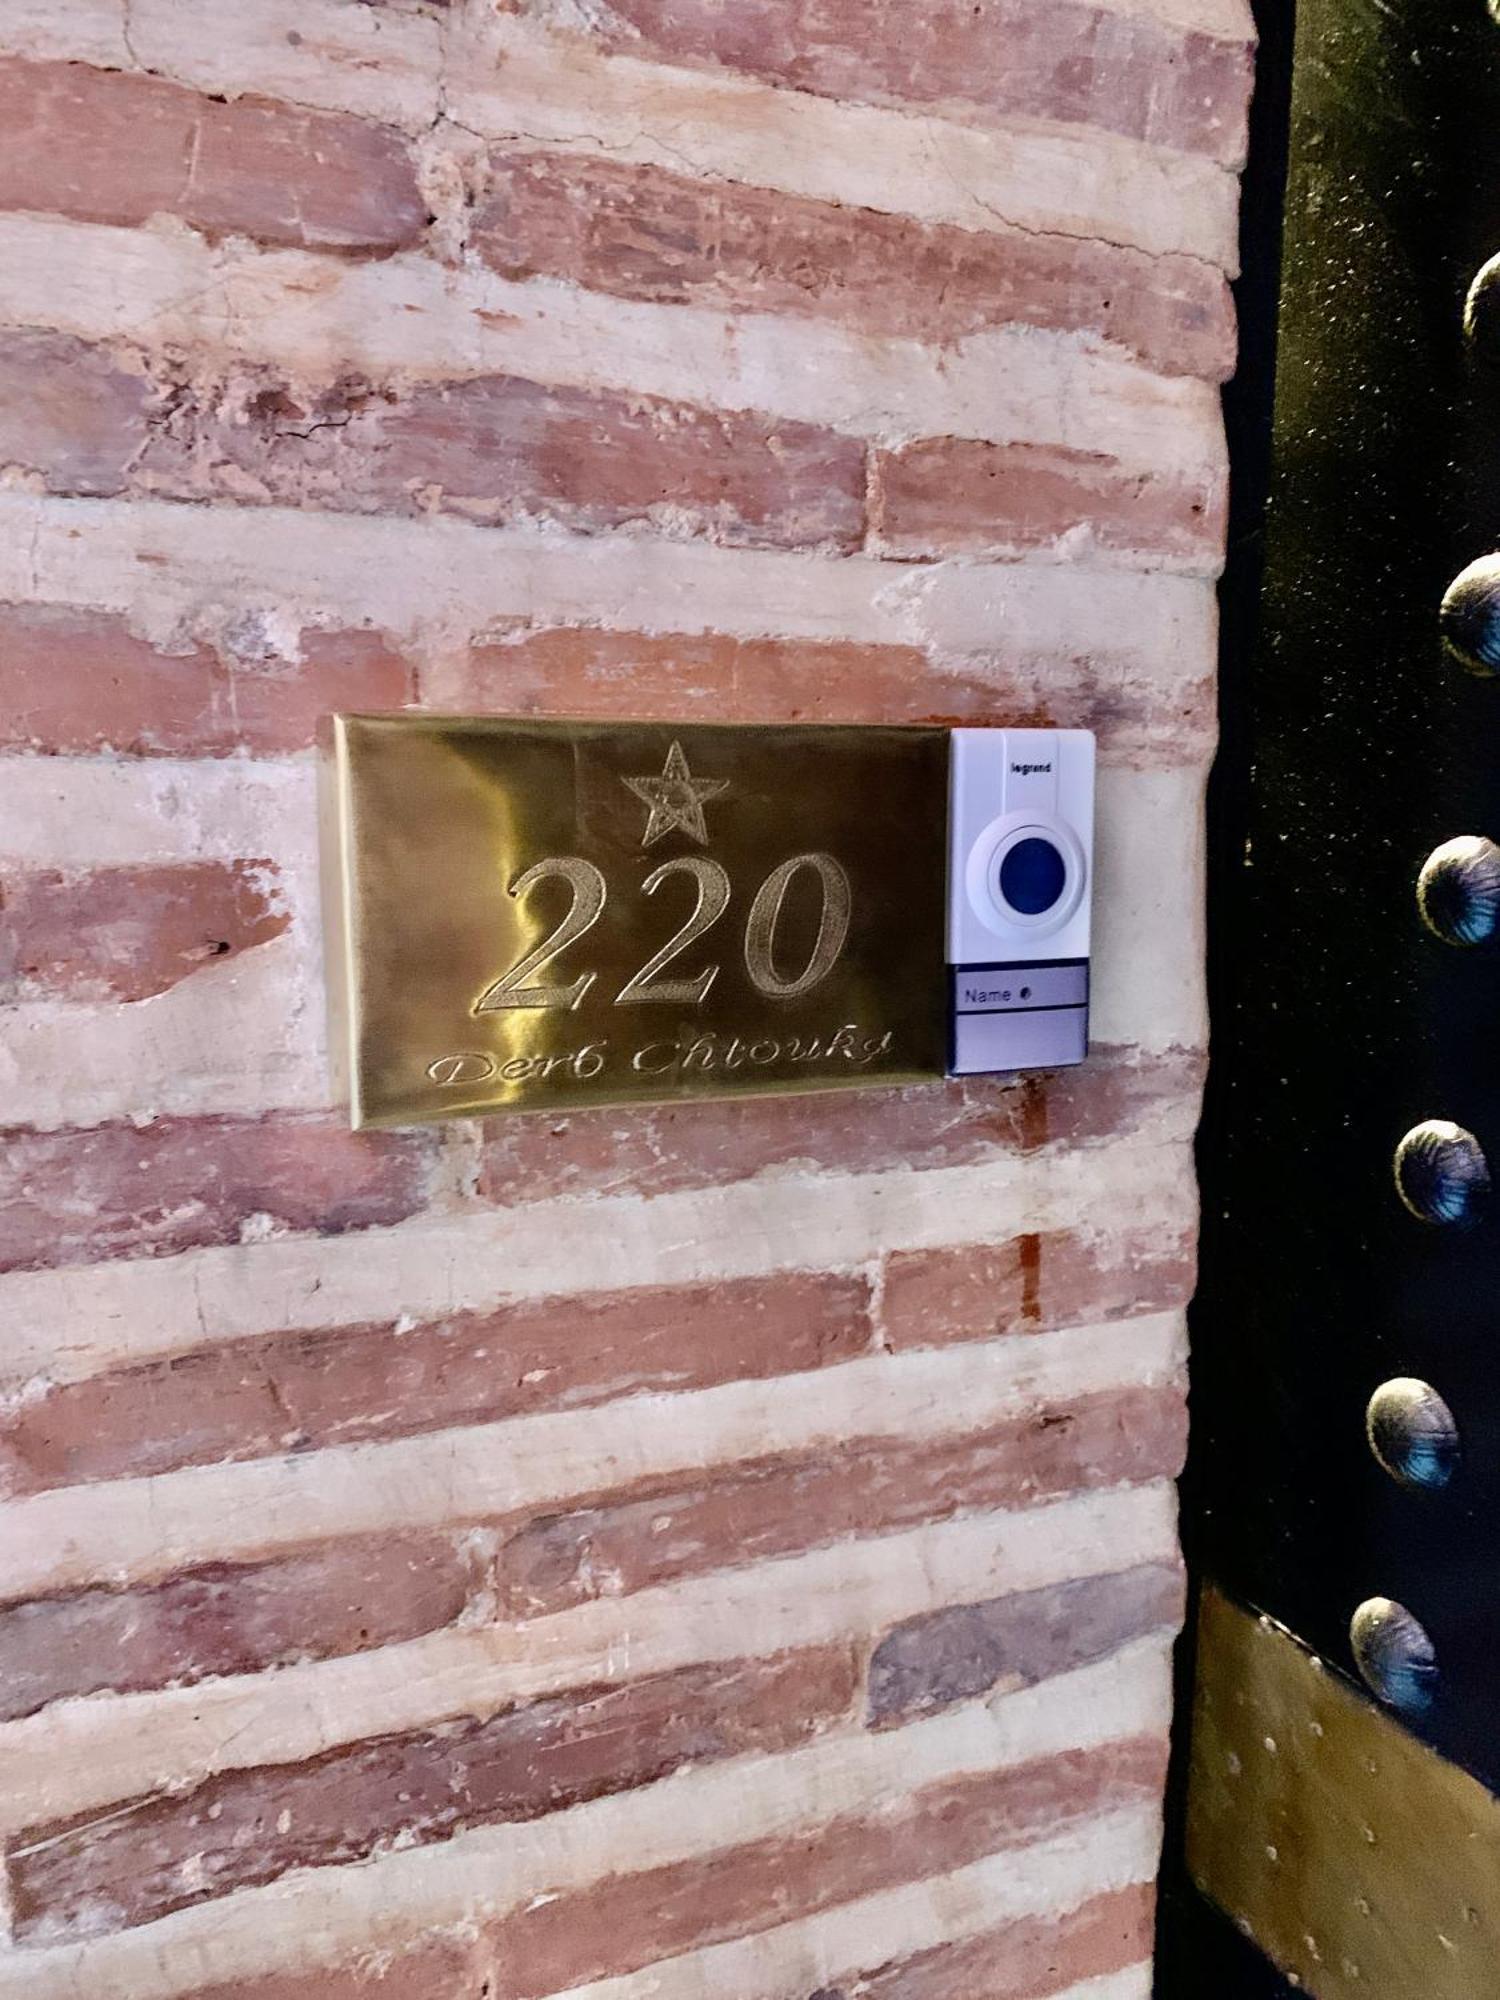 220
Derb Chtouka
legrand
Name